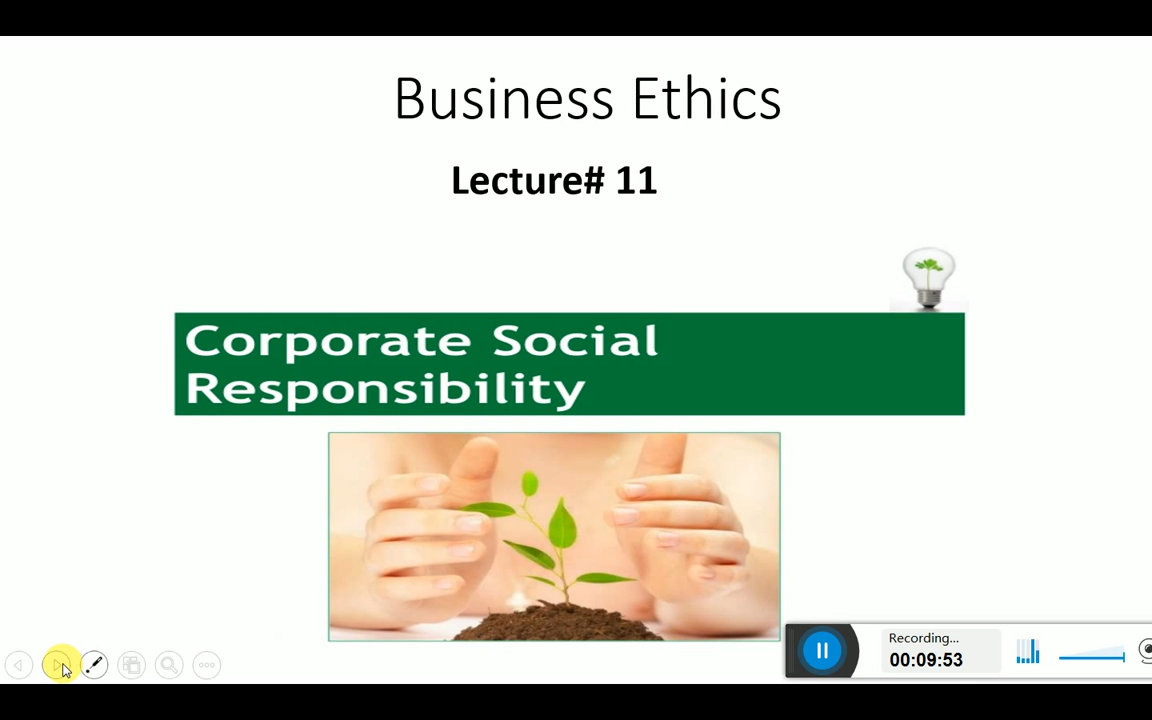 Business Ethics
Lecture# 11
Corporate Social
Responsibility
Recording...
00:09:53